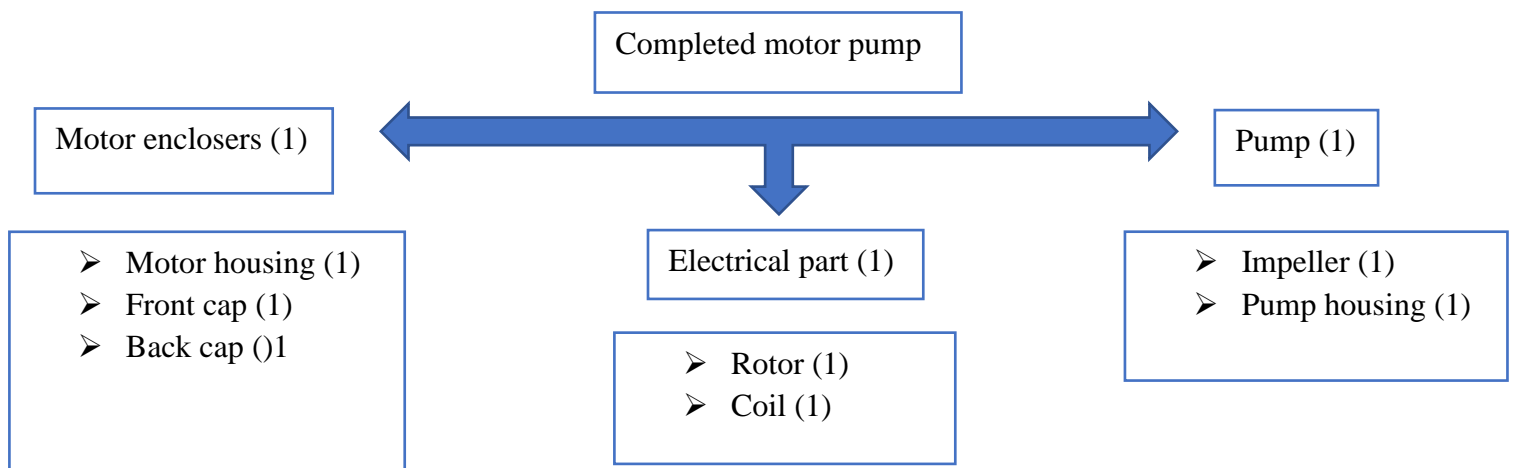 Completed motor pump
Motor enclosers (1)
Pump (1)
Motor housing (1)
Front cap (1)
Back cap ()1
Electrical part (1)
Rotor (1)
Coil (1)
Impeller (1)
Pump housing (1)